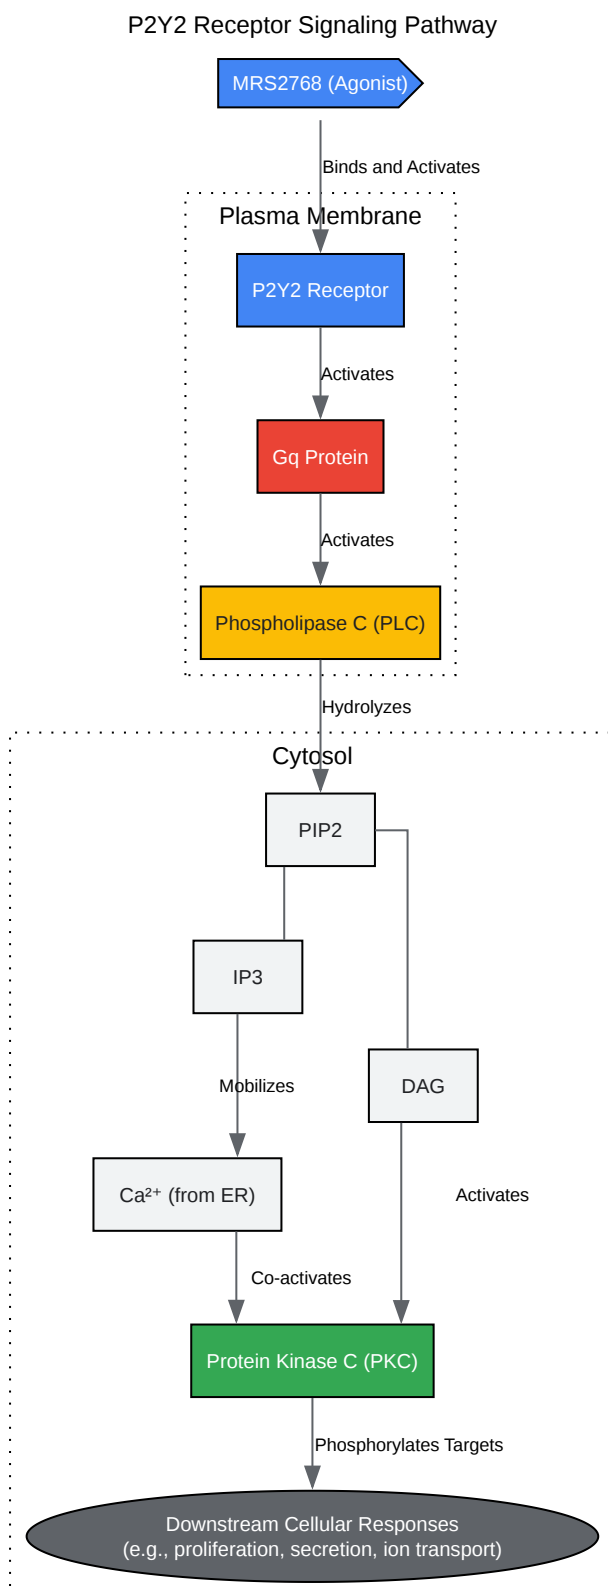 P2Y2 Receptor Signaling Pathway
MRS2768 (Agonist)
Binds and Activates
Plasma Membrane
P2Y2 Receptor
Activates
Gq Protein
Activates
Phospholipase C (PLC)
Hydrolyzes
Cytosol
PIP2
IP3
DAG
Mobilizes
Ca²⁺ (from ER)
Activates
Co-activates
Protein Kinase C (PKC)
Phosphorylates Targets
Downstream Cellular Responses
(e.g., proliferation, secretion, ion transport)